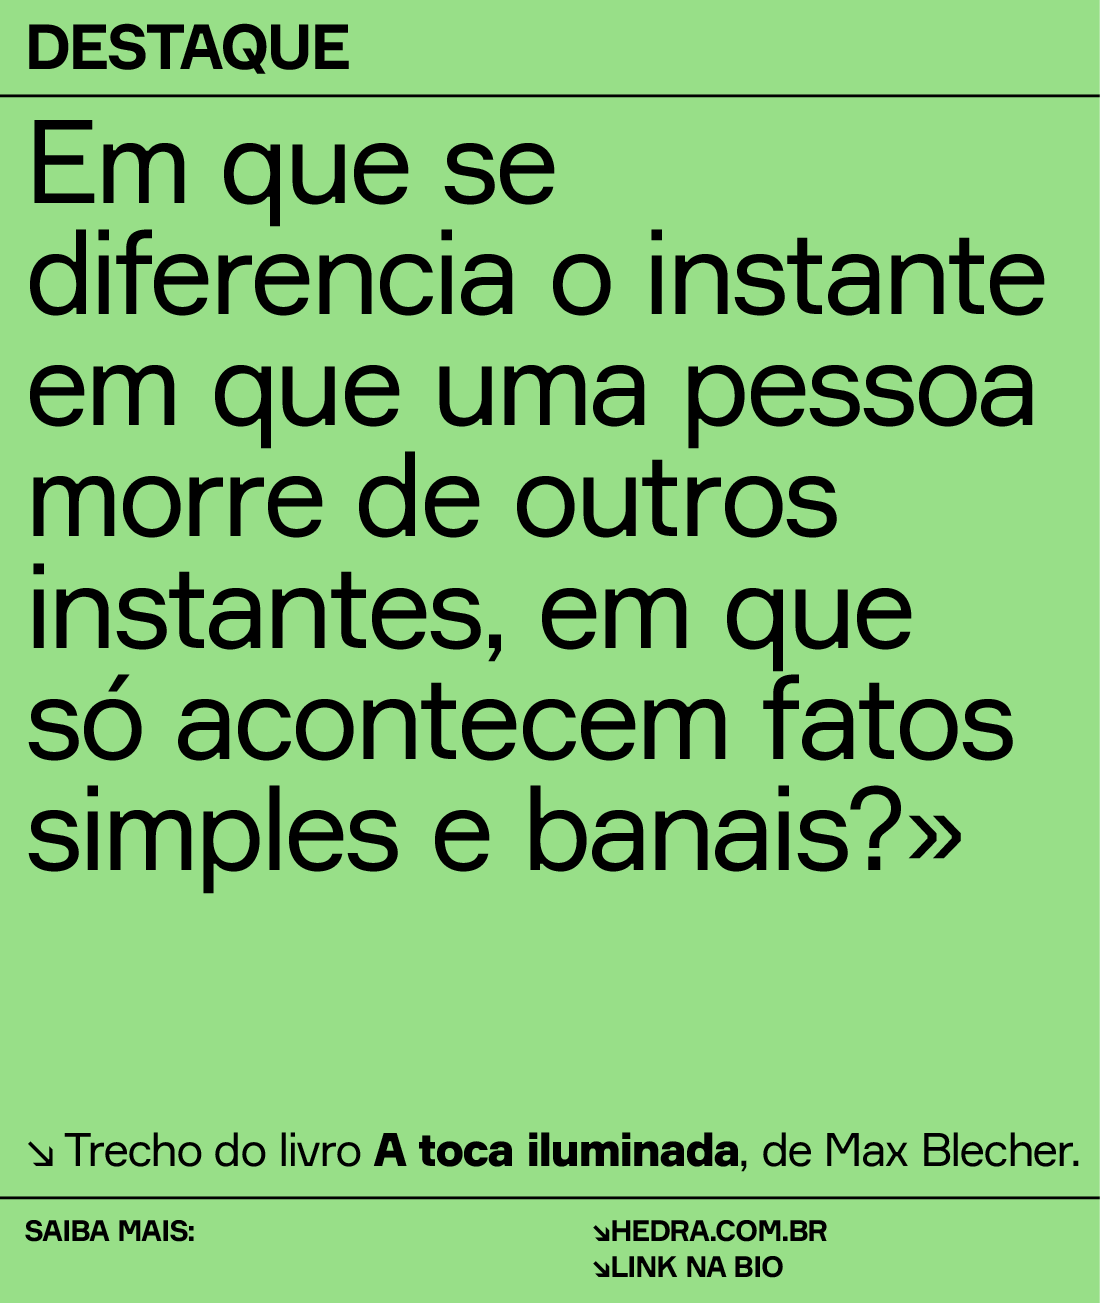 DESTAQUE
Em que se
diferencia o instante
em que uma pessoa
morre de outros
instantes, em que
só acontecem fatos
simples e banais?»
↘ Trecho do livro A toca iluminada, de Max Blecher.
SAIBA MAIS:
↘HEDRA.COM.BR
↘LINK NA BIO